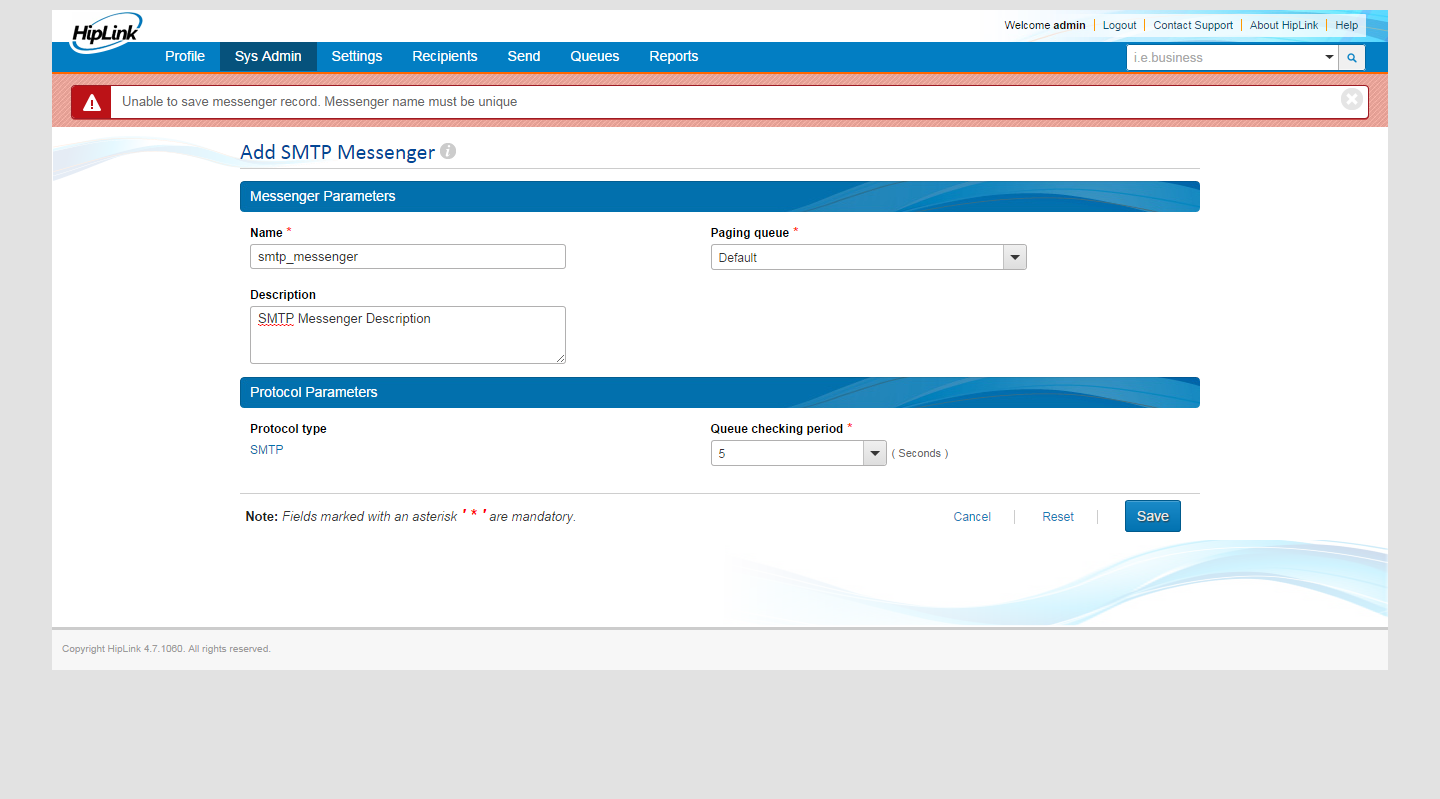 HipLink
Welcome admin Logout Contact Support About HipLink Help
Profile Sys Admin Settings Recipients Send Queues Reports i.e.business
Unable to save messenger record. Messenger name must be unique
Add SMTP Messenger
Messenger Parameters
Name * Paging queue *
smtp_messenger Default
Description
SMTP Messenger Description
Protocol Parameters
Protocol type Queue checking period *
SMTP 5 ( Seconds )
Note: Fields marked with an asterisk ' * ' are mandatory. Cancel Reset Save
Copyright HipLink 4.7.1060. All rights reserved.